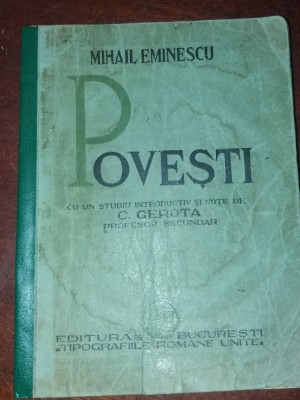 MIHAIL EMINESCU
POVEȘTI
CU UN STUDIU INTRODUCTIV ȘI NOTE DE
C. GEROTA
PROFESOR SECUNDAR
EDITURA BUCUREȘTI
"TIPOGRAFIILE ROMÂNE UNITE"